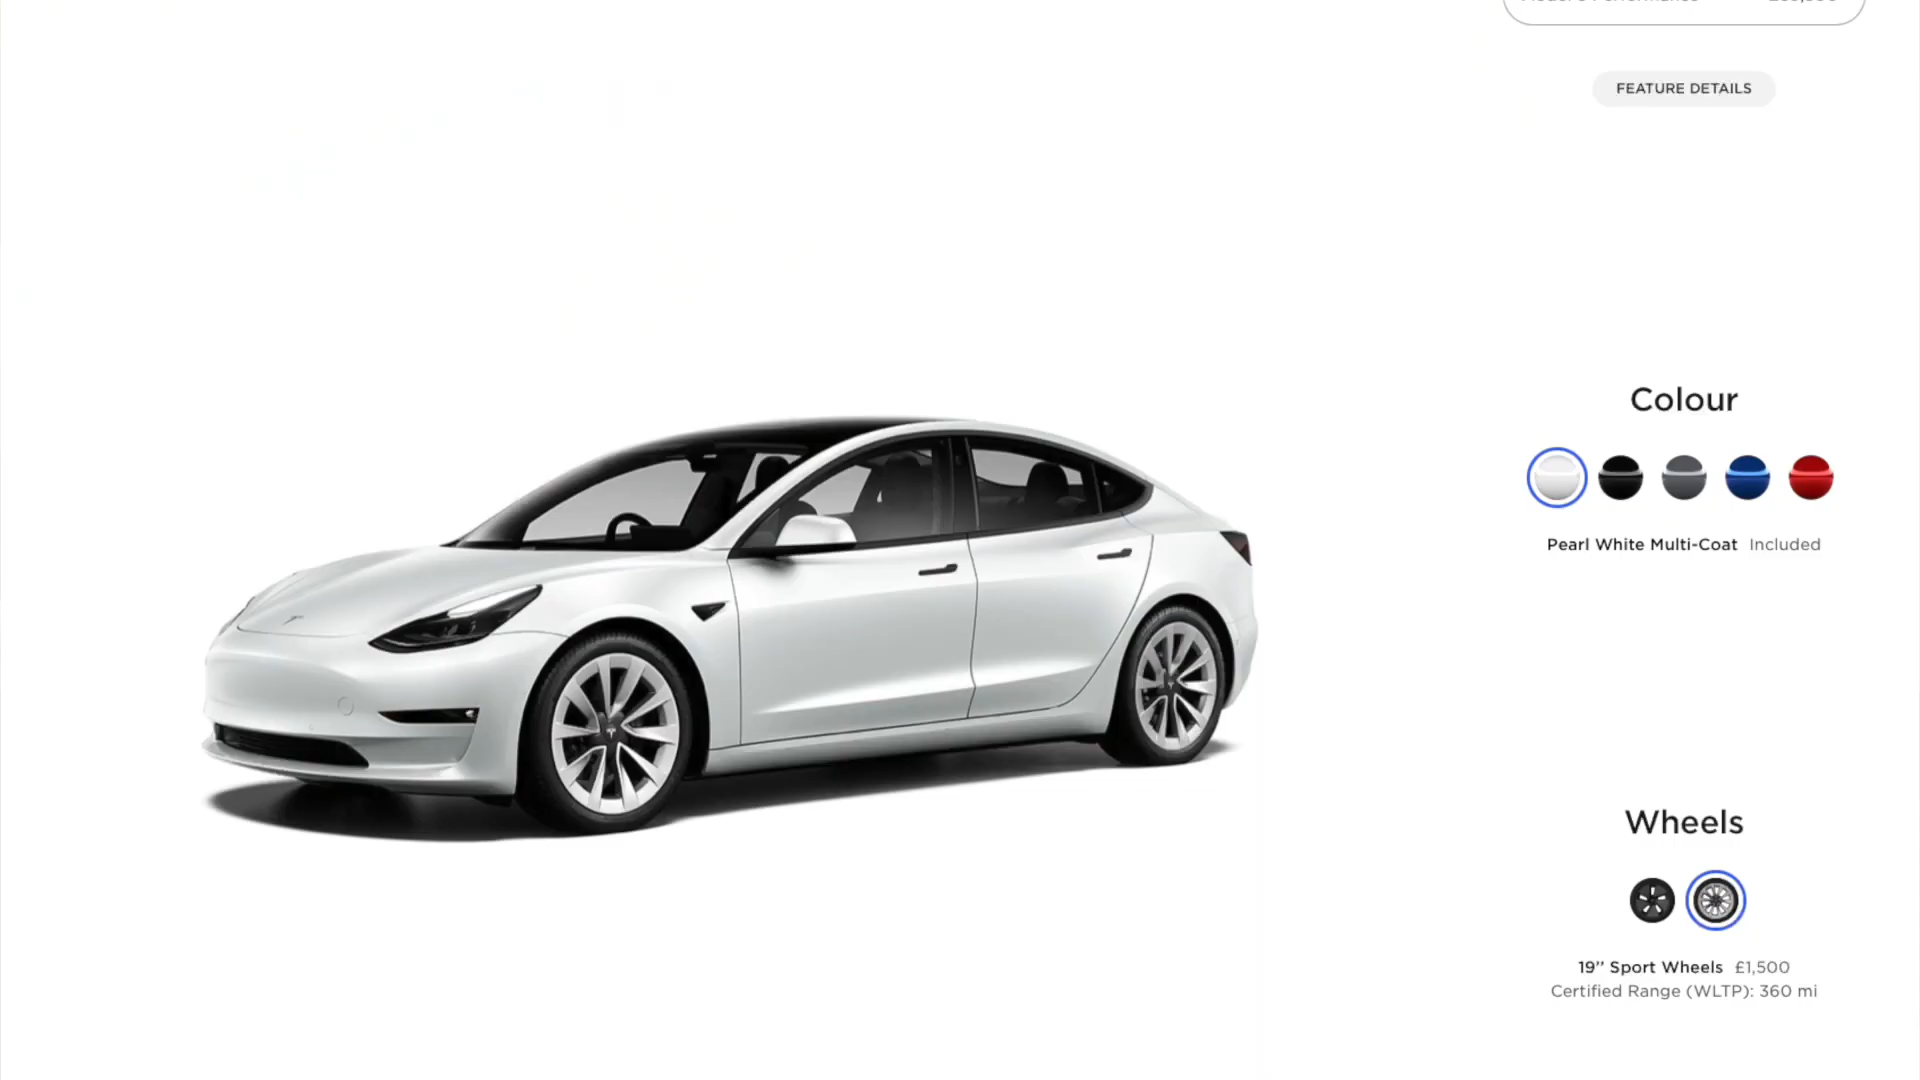 FEATURE DETAILS
Colour
Pearl White Multi-Coat Included
Wheels
19’’ Sport Wheels £1,500
Certified Range (WLTP): 360 mi